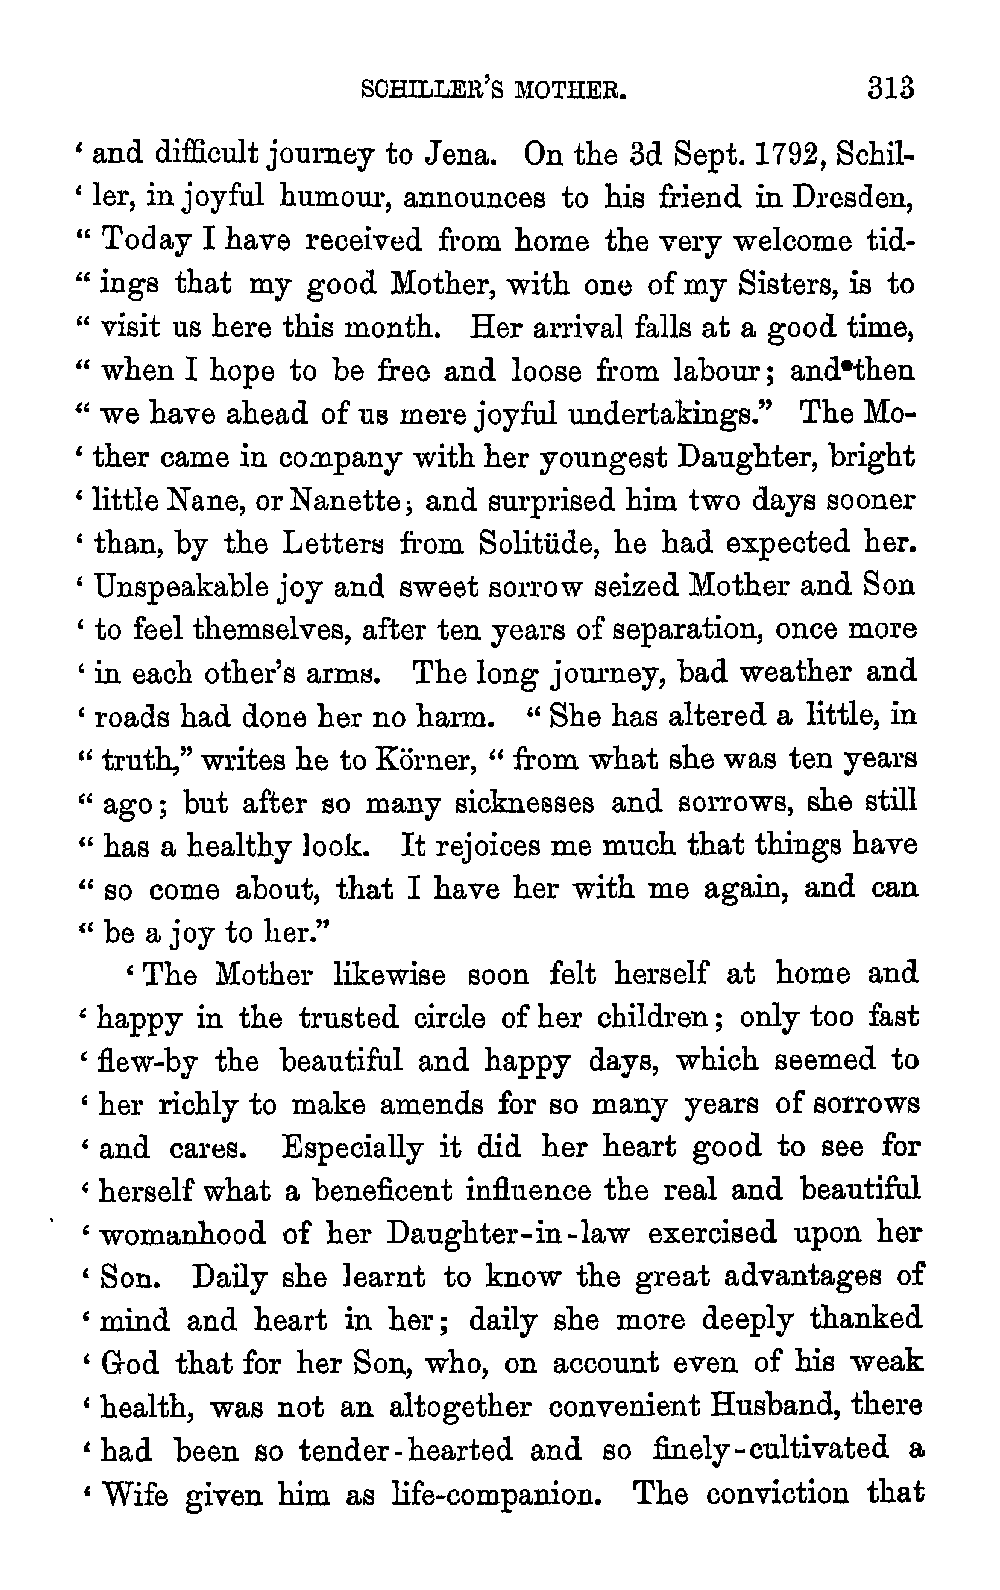 SCHILLER'S MOTHER. 313
‘ and difficult journey to Jena. On the 3d Sept. 1792, Schil-
‘ ler, in joyful humour, announces to his friend in Dresden,
“ Today I have received from home the very welcome tid-
“ ings that my good Mother, with one of my Sisters, is to
“ visit us here this month. Her arrival falls at a good time,
“ when I hope to be free and loose from labour; and then
“ we have ahead of us mere joyful undertakings.” The Mo-
‘ ther came in company with her youngest Daughter, bright
‘ little Nane, or Nanette; and surprised him two days sooner
‘ than, by the Letters from Solitüde, he had expected her.
‘ Unspeakable joy and sweet sorrow seized Mother and Son
‘ to feel themselves, after ten years of separation, once more
‘ in each other's arms. The long journey, bad weather and
‘ roads had done her no harm. “ She has altered a little, in
“ truth,” writes he to Körner, “ from what she was ten years
“ ago; but after so many sicknesses and sorrows, she still
“ has a healthy look. It rejoices me much that things have
“ so come about, that I have her with me again, and can
“ be a joy to her.”
‘ The Mother likewise soon felt herself at home and
‘ happy in the trusted circle of her children; only too fast
‘ flew-by the beautiful and happy days, which seemed to
‘ her richly to make amends for so many years of sorrows
‘ and cares. Especially it did her heart good to see for
‘ herself what a beneficent influence the real and beautiful
‘ womanhood of her Daughter-in-law exercised upon her
‘ Son. Daily she learnt to know the great advantages of
‘ mind and heart in her; daily she more deeply thanked
‘ God that for her Son, who, on account even of his weak
‘ health, was not an altogether convenient Husband, there
‘ had been so tender-hearted and so finely-cultivated a
‘ Wife given him as life-companion. The conviction that